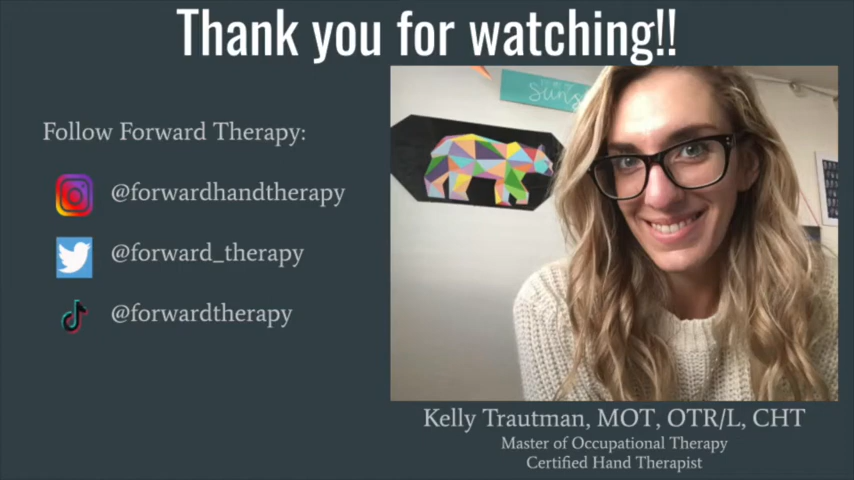 Thank you for watching!!
Follow Forward Therapy:
@forwardhandtherapy
@forward_therapy
@forwardtherapy
Kelly Trautman, MOT, OTR/L, CHT
Master of Occupational Therapy
Certified Hand Therapist